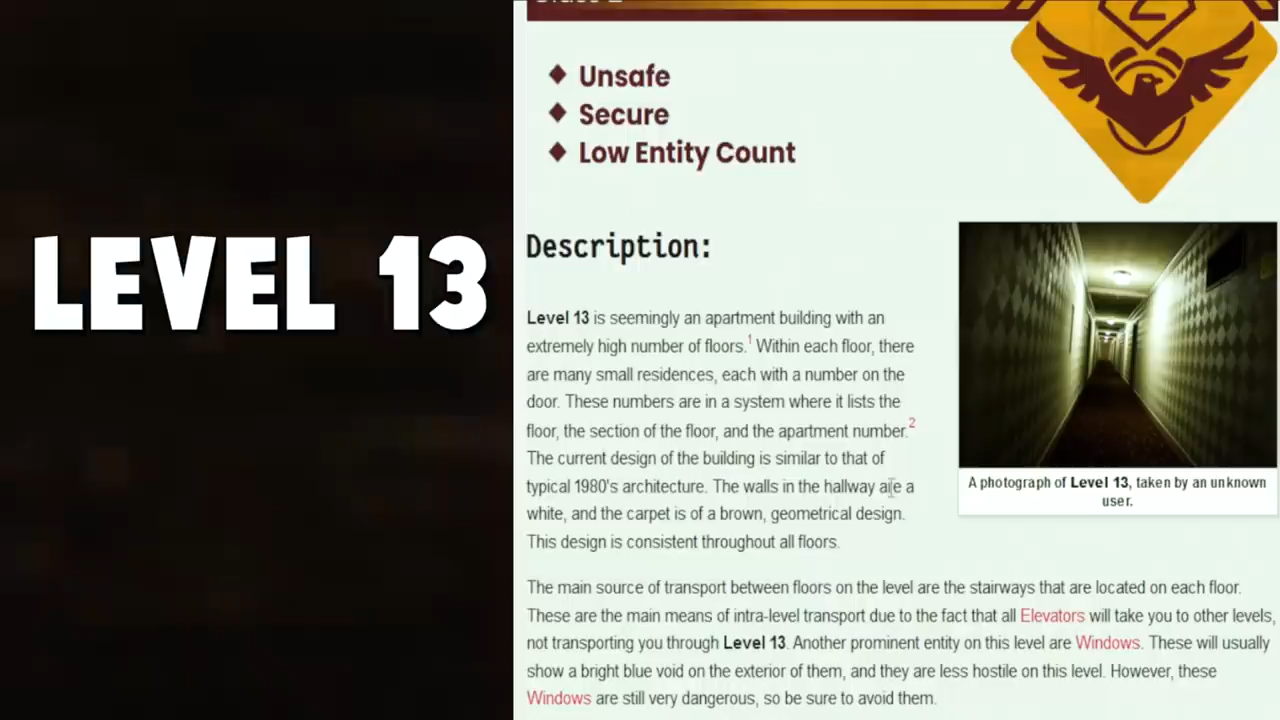 LEVEL 13
Unsafe
Secure
Low Entity Count
Description:
Level 13 is seemingly an apartment building with an
extremely high number of floors.1 Within each floor, there
are many small residences, each with a number on the
door. These numbers are in a system where it lists the
floor, the section of the floor, and the apartment number.2
The current design of the building is similar to that of
typical 1980's architecture. The walls in the hallway are a
white, and the carpet is of a brown, geometrical design.
This design is consistent throughout all floors.
A photograph of Level 13, taken by an unknown
user.
The main source of transport between floors on the level are the stairways that are located on each floor.
These are the main means of intra-level transport due to the fact that all Elevators will take you to other levels,
not transporting you through Level 13. Another prominent entity on this level are Windows. These will usually
show a bright blue void on the exterior of them, and they are less hostile on this level. However, these
Windows are still very dangerous, so be sure to avoid them.